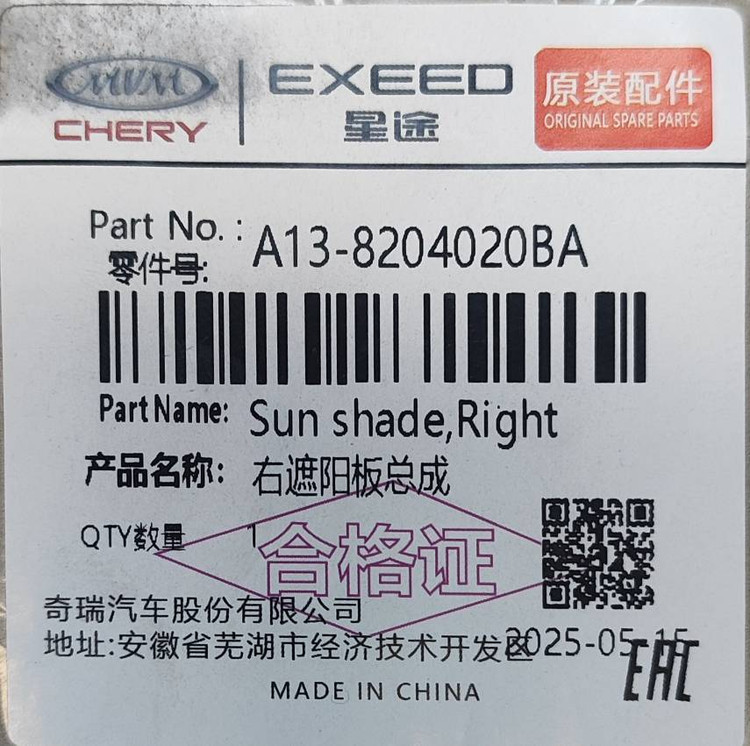 MVM
CHERY
EXEED
星途
原装配件
ORIGINAL SPARE PARTS
Part No. :
零件号:
A13-8204020BA
Part Name: Sun shade,Right
产品名称: 右遮阳板总成
QTY数量 1
合格证
奇瑞汽车股份有限公司
地址:安徽省芜湖市经济技术开发区
2025-05-15
EAC
MADE IN CHINA